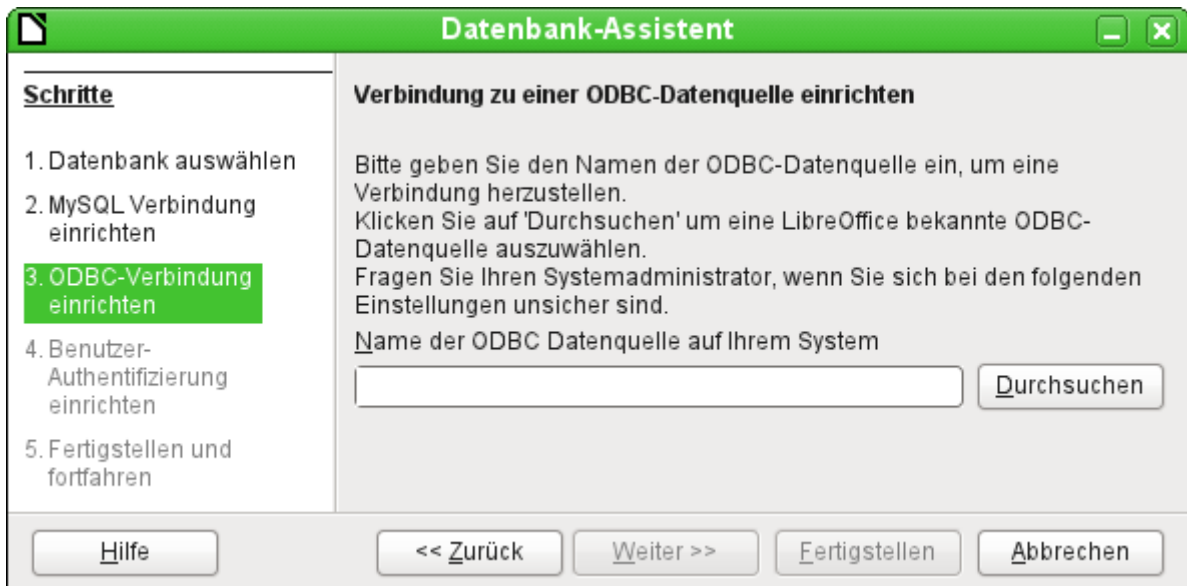 Datenbank-Assistent
Schritte
1. Datenbank auswählen
2. MySQL Verbindung
einrichten
3. ODBC-Verbindung
einrichten
4. Benutzer-
Authentifizierung
einrichten
5. Fertigstellen und
fortfahren
Verbindung zu einer ODBC-Datenquelle einrichten
Bitte geben Sie den Namen der ODBC-Datenquelle ein, um eine
Verbindung herzustellen.
Klicken Sie auf 'Durchsuchen' um eine LibreOffice bekannte ODBC-
Datenquelle auszuwählen.
Fragen Sie Ihren Systemadministrator, wenn Sie sich bei den folgenden
Einstellungen unsicher sind.
Name der ODBC Datenquelle auf Ihrem System
Durchsuchen
Hilfe
<< Zurück
Weiter >>
Fertigstellen
Abbrechen